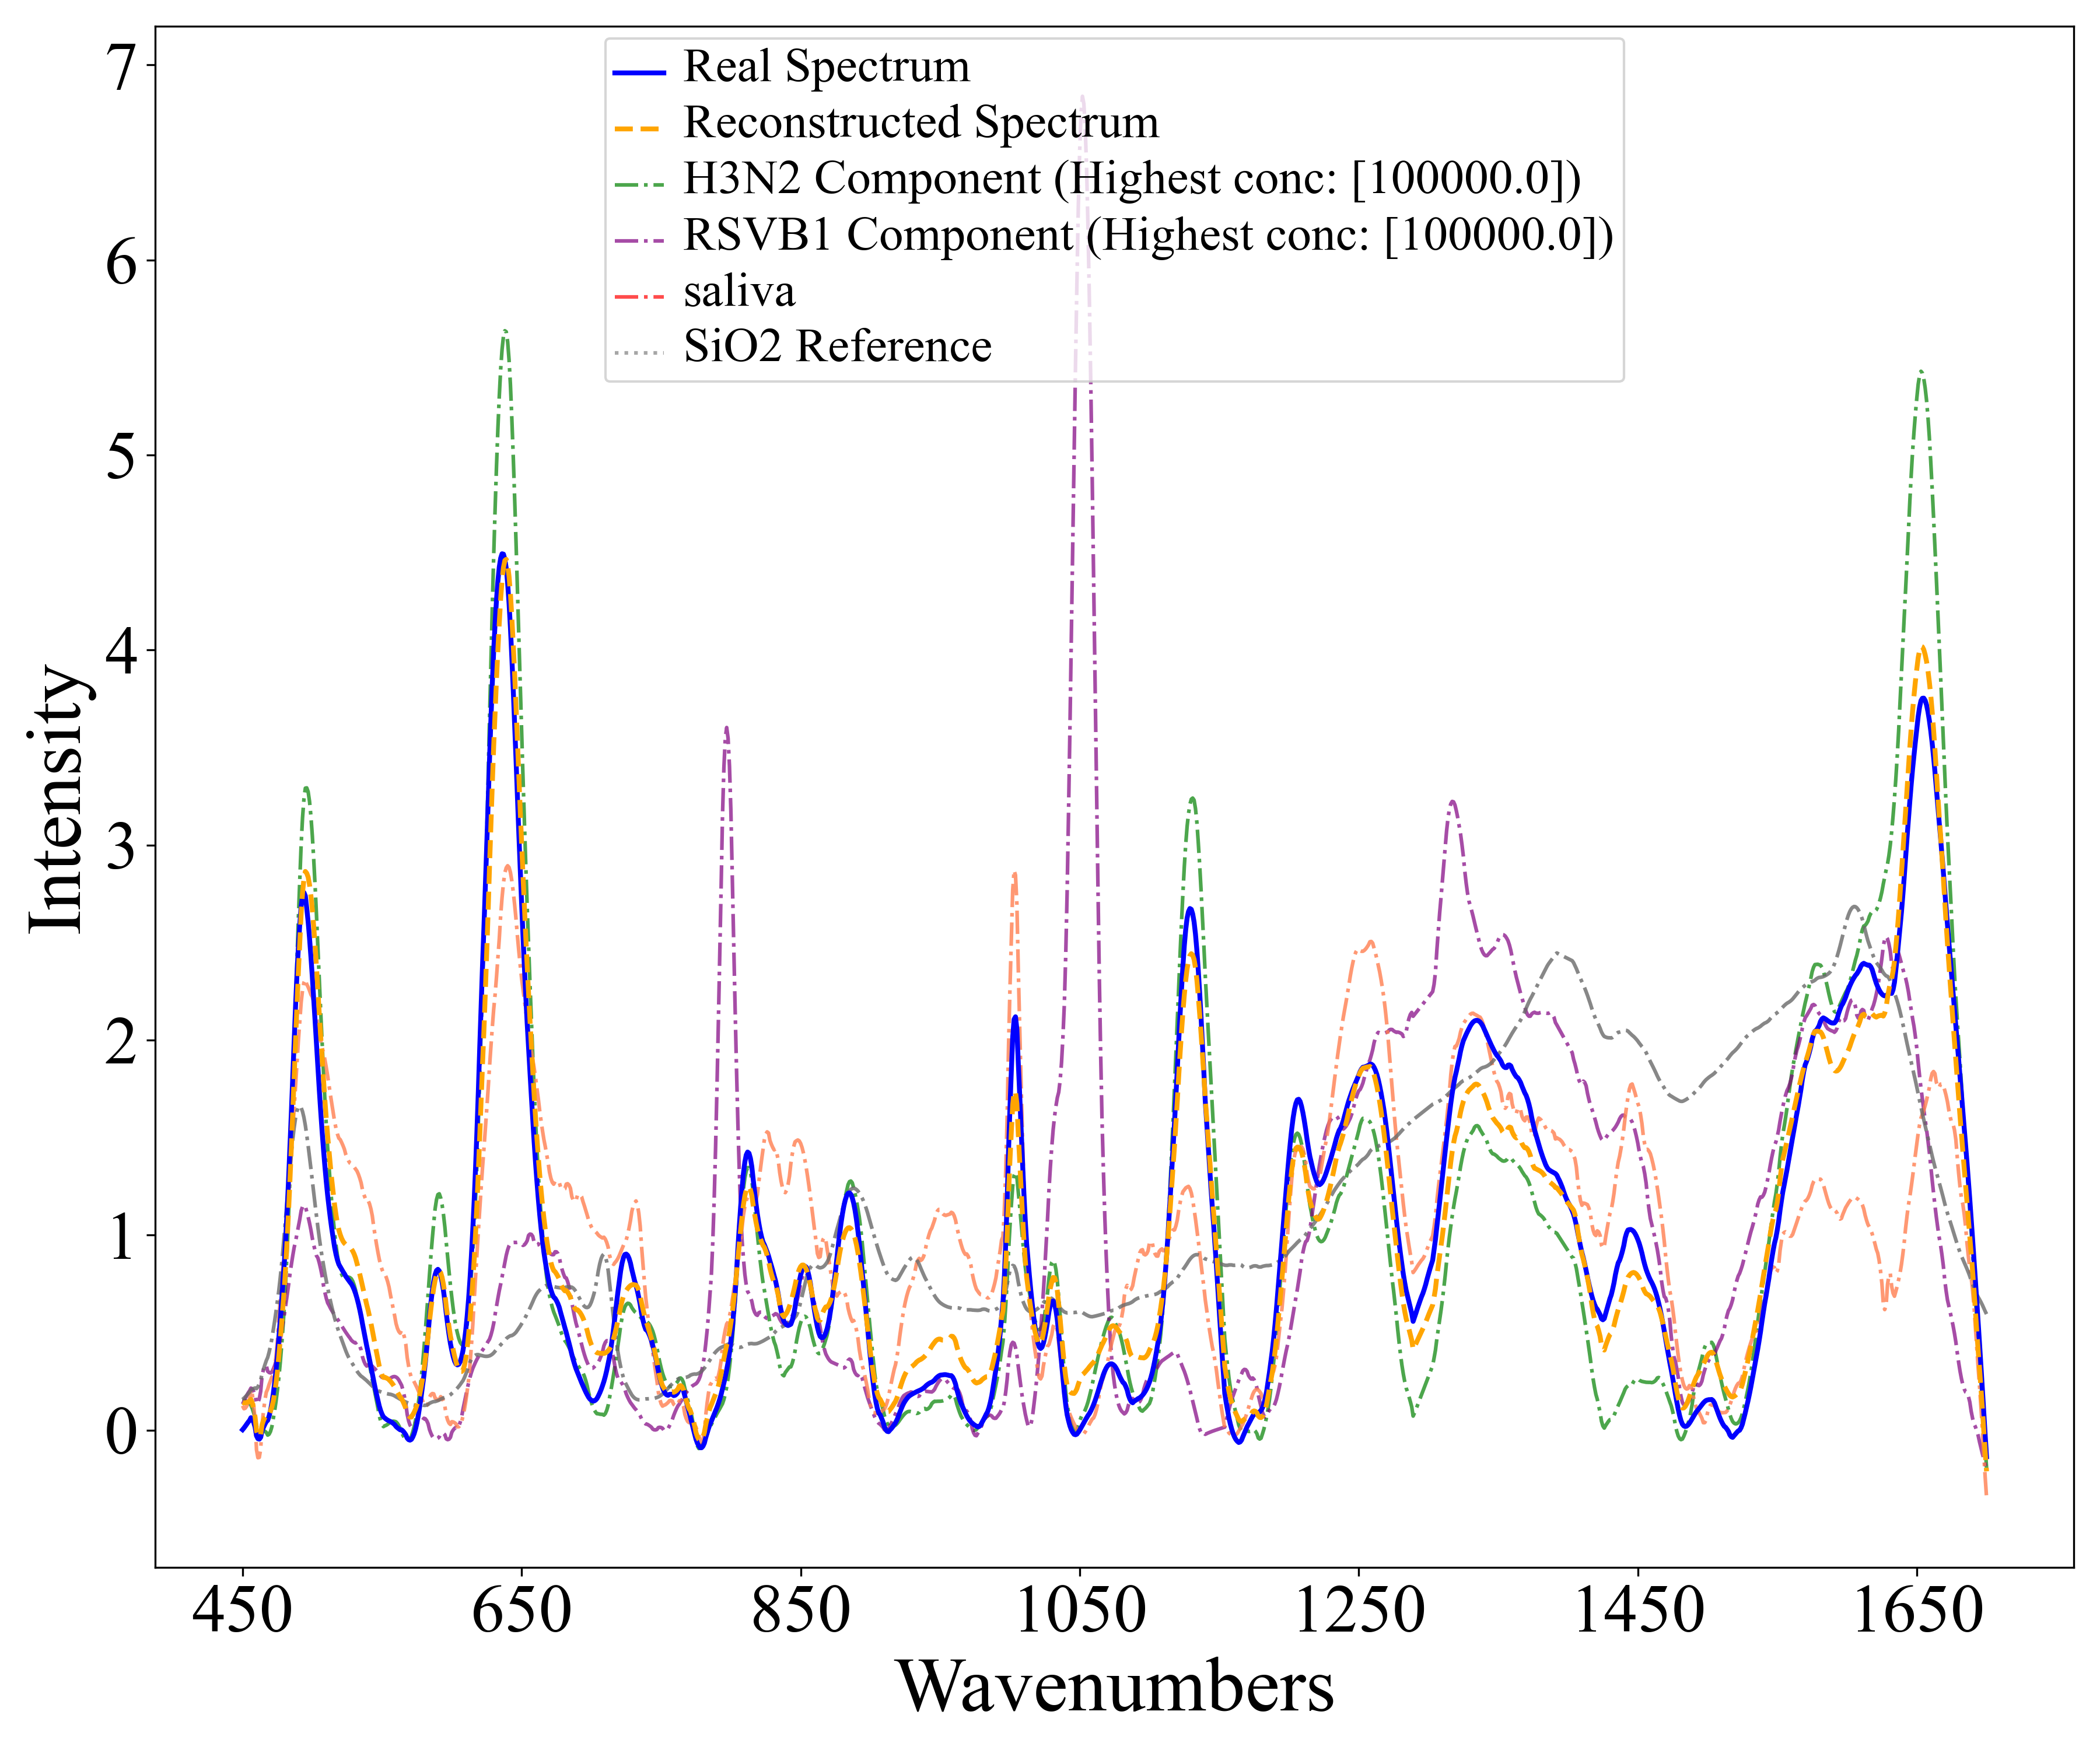 Real Spectrum
Reconstructed Spectrum
H3N2 Component (Highest conc: [100000.0])
RSVB1 Component (Highest conc: [100000.0])
saliva
SiO2 Reference
7
6
5
4
3
2
1
0
Intensity
450 650 850 1050 1250 1450 1650
Wavenumbers